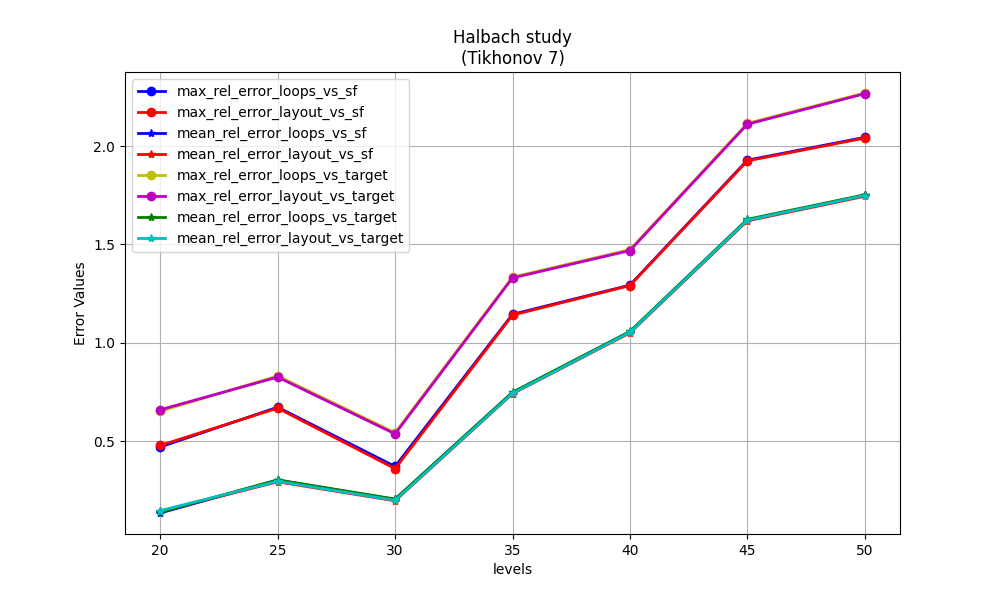 Halbach study
(Tikhonov 7)
max_rel_error_loops_vs_sf
max_rel_error_layout_vs_sf
mean_rel_error_loops_vs_sf
mean_rel_error_layout_vs_sf
max_rel_error_loops_vs_target
max_rel_error_layout_vs_target
mean_rel_error_loops_vs_target
mean_rel_error_layout_vs_target
Error Values
2.0
1.5
1.0
0.5
20 25 30 35 40 45 50
levels